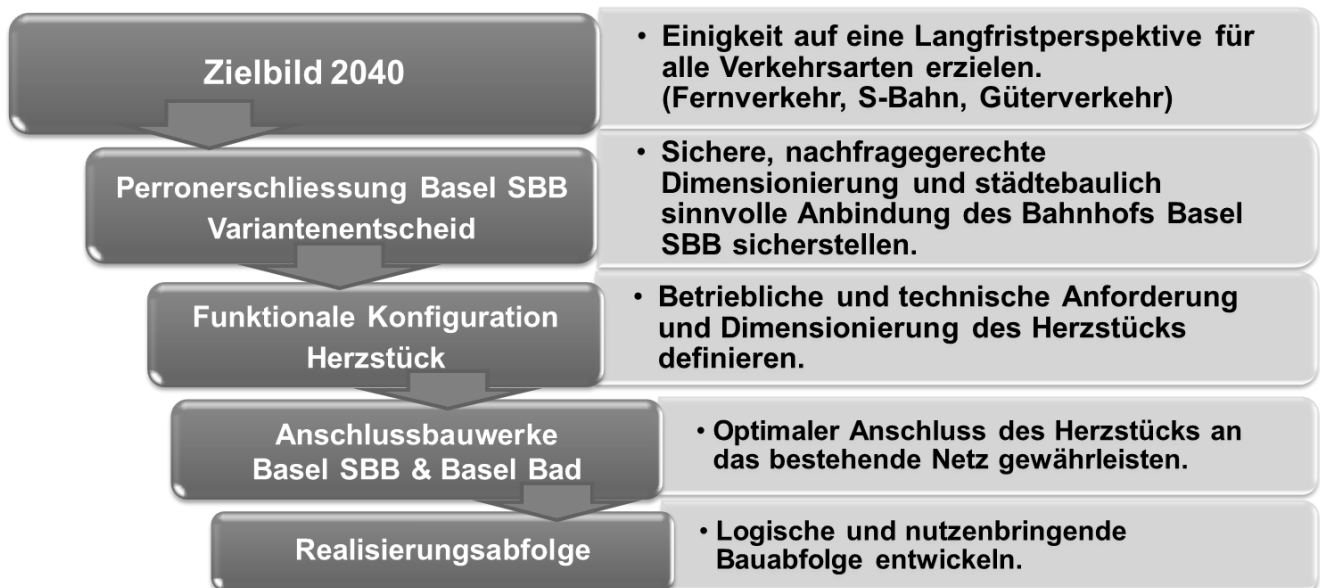 Zielbild 2040
• Einigkeit auf eine Langfristperspektive für
alle Verkehrsarten erzielen.
(Fernverkehr, S-Bahn, Güterverkehr)
Perronerschliessung Basel SBB
Variantenentscheid
• Sichere, nachfragegerechte
Dimensionierung und städtebaulich
sinnvolle Anbindung des Bahnhofs Basel
SBB sicherstellen.
Funktionale Konfiguration
Herzstück
• Betriebliche und technische Anforderung
und Dimensionierung des Herzstücks
definieren.
Anschlussbauwerke
Basel SBB & Basel Bad
• Optimaler Anschluss des Herzstücks an
das bestehende Netz gewährleisten.
Realisierungsabfolge
• Logische und nutzenbringende
Bauabfolge entwickeln.